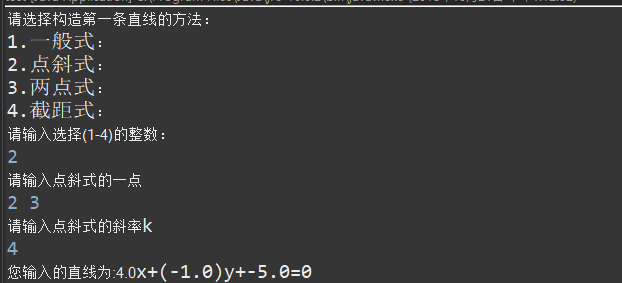 请选择构造第一条直线的方法：
1.一般式：
2.点斜式：
3.两点式：
4.截距式：
请输入选择(1-4)的整数：
2
请输入点斜式的一点
2 3
请输入点斜式的斜率k
4
您输入的直线为:4.0x+(-1.0)y+-5.0=0